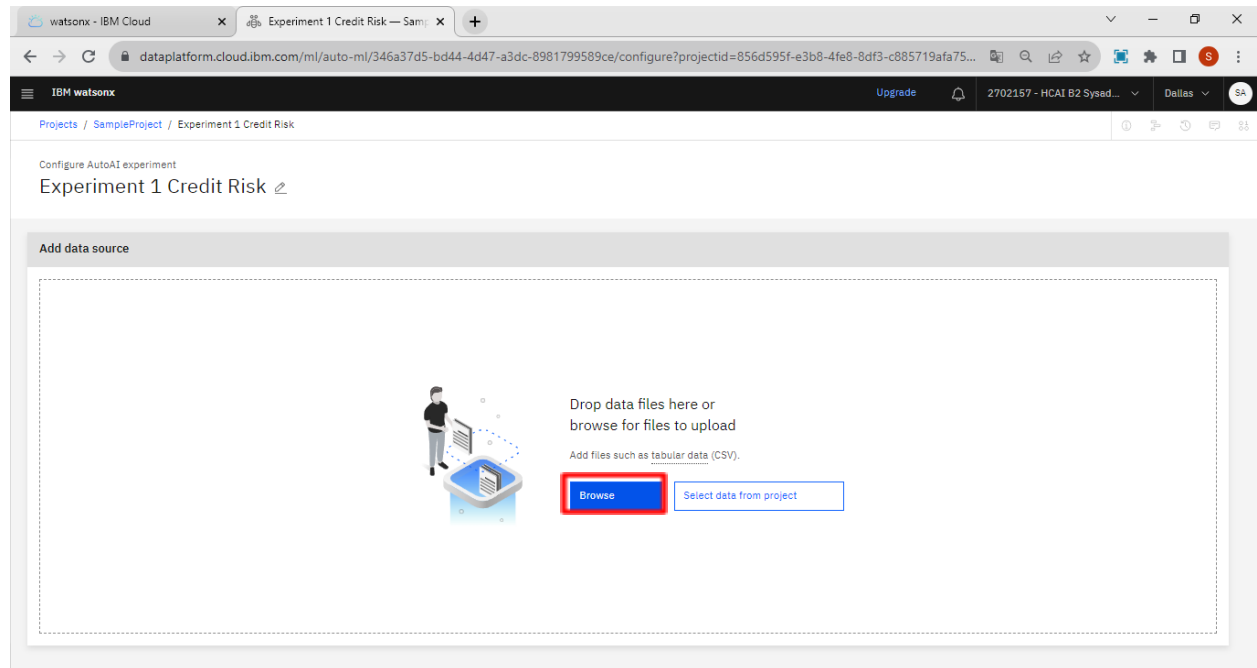 watsonx - IBM Cloud
Experiment 1 Credit Risk — Samp
dataplatform.cloud.ibm.com/ml/auto-ml/346a37d5-bd44-4d47-a3dc-8981799589ce/configure?projectid=856d595f-e3b8-4fe8-8df3-c885719afa75...
S
IBM watsonx
Upgrade
2702157 - HCAI B2 Sysad...
Dallas
SA
Projects / SampleProject / Experiment 1 Credit Risk
Configure AutoAI experiment
Experiment 1 Credit Risk
Add data source
Drop data files here or
browse for files to upload
Add files such as tabular data (CSV).
Browse
Select data from project